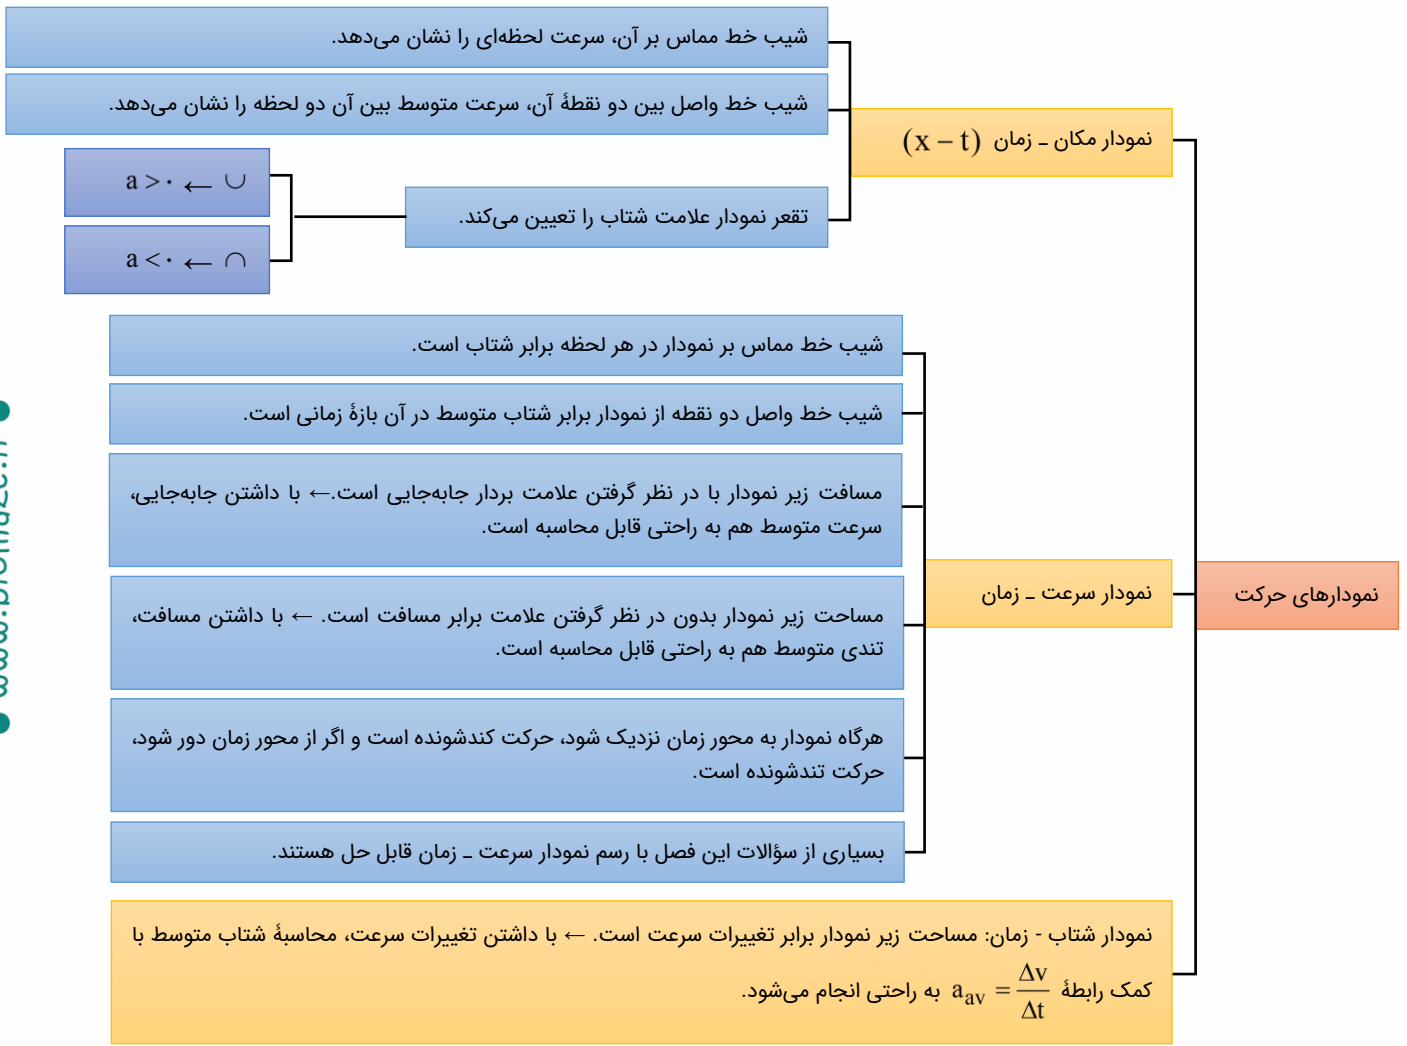 نمودارهای حرکت
نمودار مکان ـ زمان (x − t)
شیب خط مماس بر آن، سرعت لحظه‌ای را نشان می‌دهد.
شیب خط واصل بین دو نقطهٔ آن، سرعت متوسط بین آن دو لحظه را نشان می‌دهد.
تقعر نمودار علامت شتاب را تعیین می‌کند.
∪ ← a > ۰
∩ ← a < ۰
نمودار سرعت ـ زمان
شیب خط مماس بر نمودار در هر لحظه برابر شتاب است.
شیب خط واصل دو نقطه از نمودار برابر شتاب متوسط در آن بازهٔ زمانی است.
مسافت زیر نمودار با در نظر گرفتن علامت بردار جابه‌جایی است.← با داشتن جابه‌جایی،
سرعت متوسط هم به راحتی قابل محاسبه است.
مساحت زیر نمودار بدون در نظر گرفتن علامت برابر مسافت است. ← با داشتن مسافت،
تندی متوسط هم به راحتی قابل محاسبه است.
هرگاه نمودار به محور زمان نزدیک شود، حرکت کندشونده است و اگر از محور زمان دور شود،
حرکت تندشونده است.
بسیاری از سؤالات این فصل با رسم نمودار سرعت ـ زمان قابل حل هستند.
نمودار شتاب - زمان: مساحت زیر نمودار برابر تغییرات سرعت است. ← با داشتن تغییرات سرعت، محاسبهٔ شتاب متوسط با
کمک رابطهٔ a_av = Δv/Δt به راحتی انجام می‌شود.